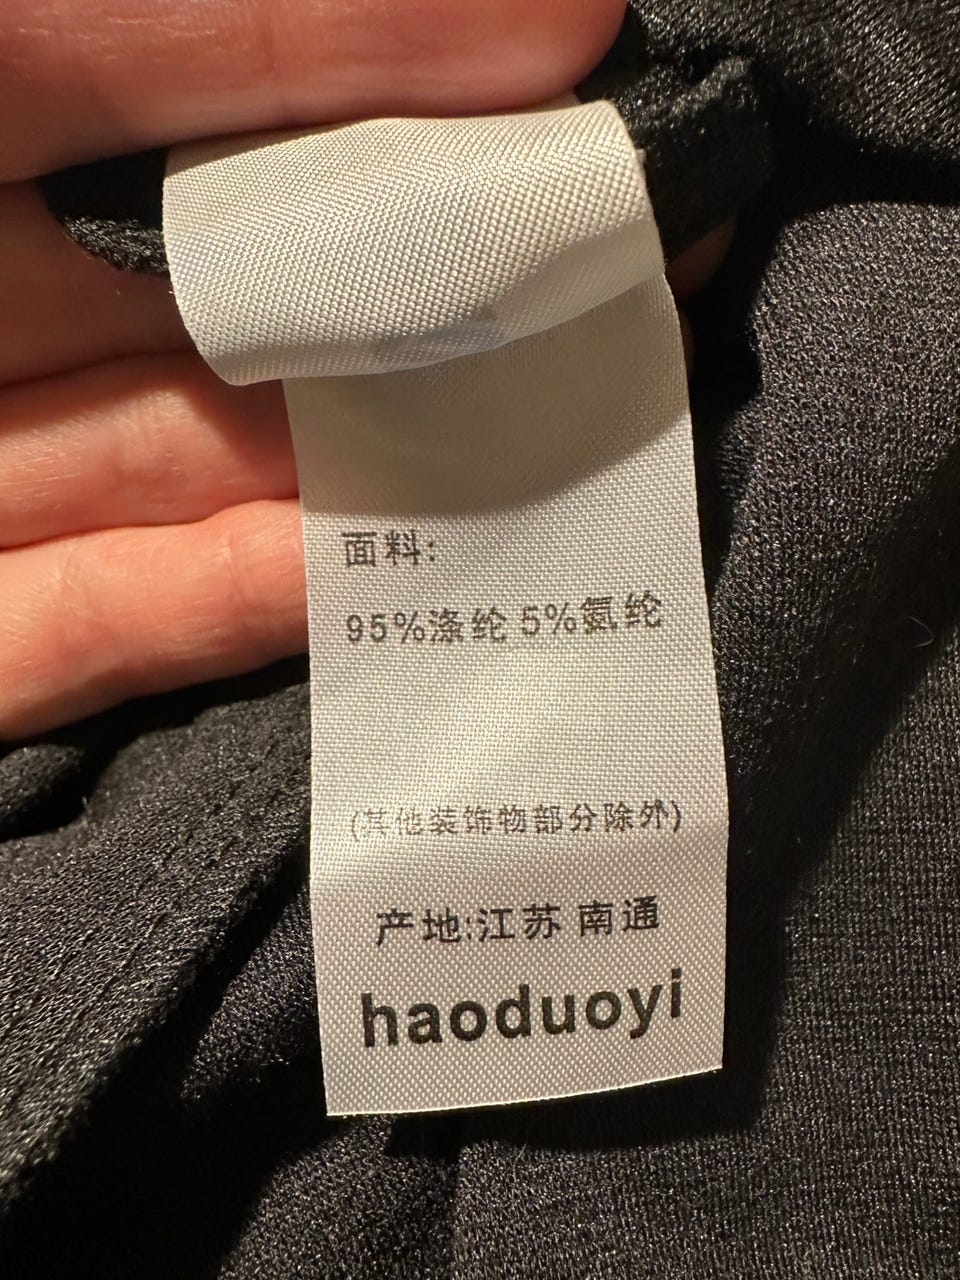 面料:
95%涤纶 5%氨纶
(其他装饰物部分除外)
产地:江苏 南通
haoduoyi